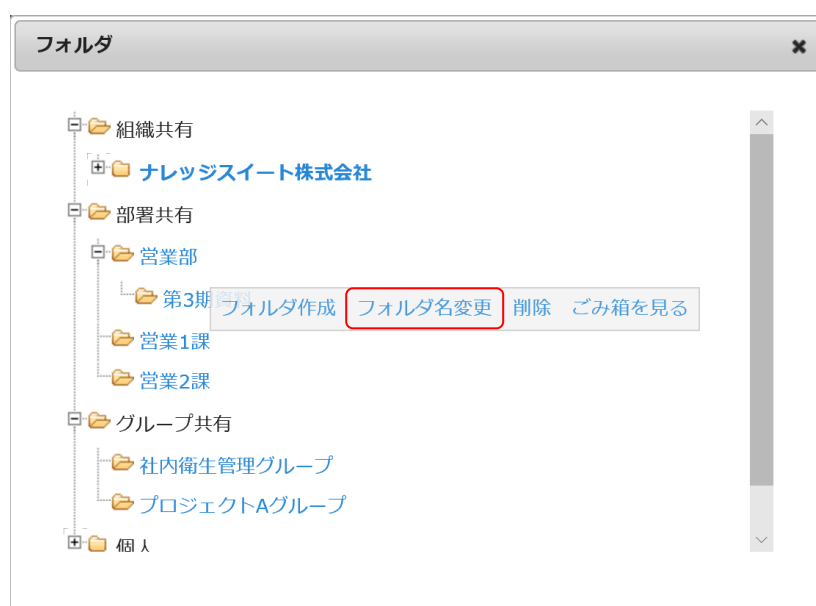 フォルダ
組織共有
ナレッジスイート株式会社
部署共有
営業部
第3期資料
フォルダ作成 フォルダ名変更 削除 ごみ箱を見る
営業1課
営業2課
グループ共有
社内衛生管理グループ
プロジェクトAグループ
個人